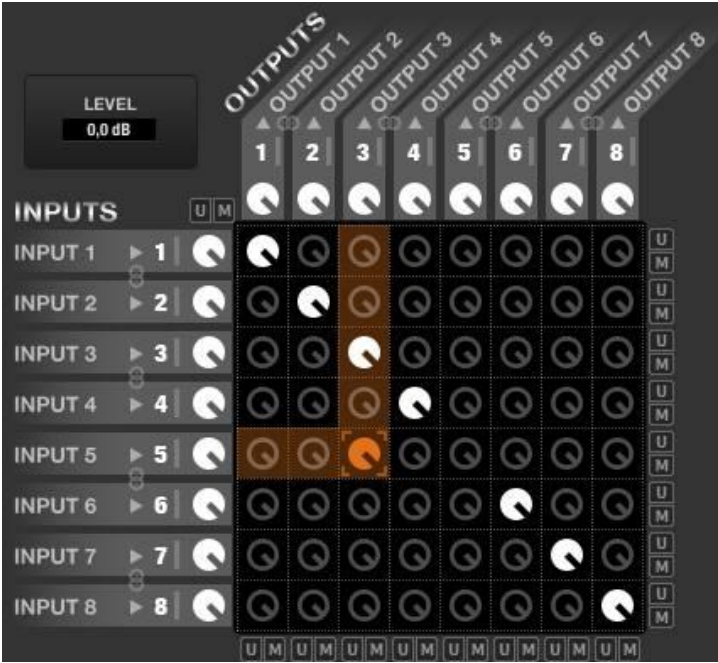 OUTPUTS
OUTPUT 1
OUTPUT 2
OUTPUT 3
OUTPUT 4
OUTPUT 5
OUTPUT 6
OUTPUT 7
OUTPUT 8
LEVEL
0,0 dB
1 2 3 4 5 6 7 8
INPUTS U M
INPUT 1 1 U
M
INPUT 2 2 U
M
INPUT 3 3 U
M
INPUT 4 4 U
M
INPUT 5 5 U
M
INPUT 6 6 U
M
INPUT 7 7 U
M
INPUT 8 8 U
M
U M U M U M U M U M U M U M U M